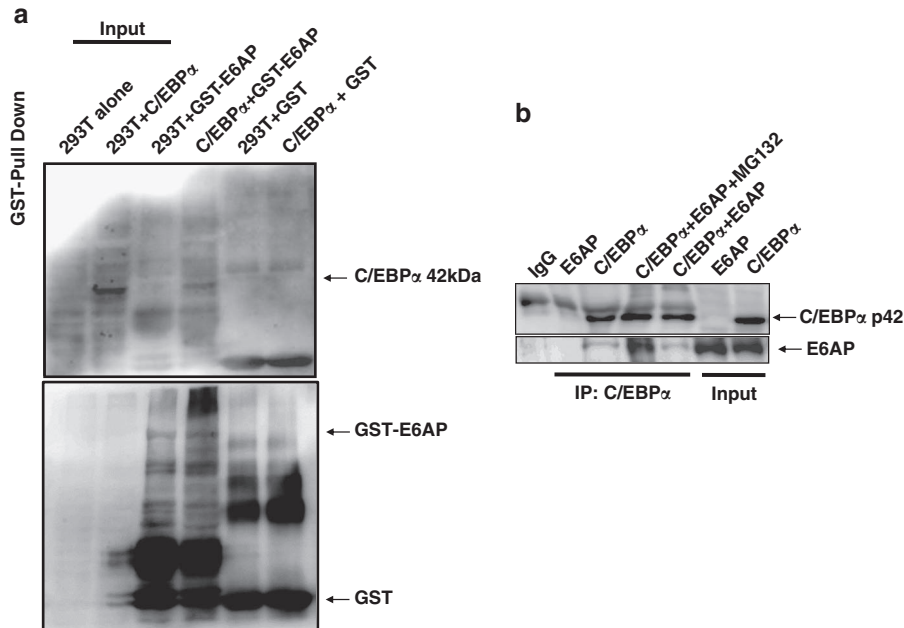 a
Input
GST-Pull Down
293T alone
293T+C/EBPα
293T+GST-E6AP
C/EBPα+GST-E6AP
293T+GST
C/EBPα + GST
C/EBPα 42kDa
GST-E6AP
GST
b
IgG
E6AP
C/EBPα
C/EBPα+E6AP+MG132
C/EBPα+E6AP
E6AP
C/EBPα
C/EBPα p42
E6AP
IP: C/EBPα
Input